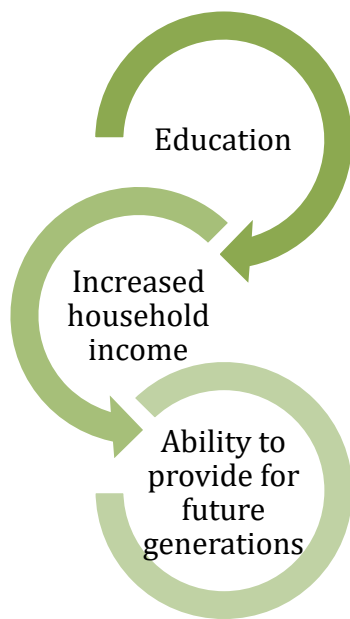 Education
Increased
household
income
Ability to
provide for
future
generations